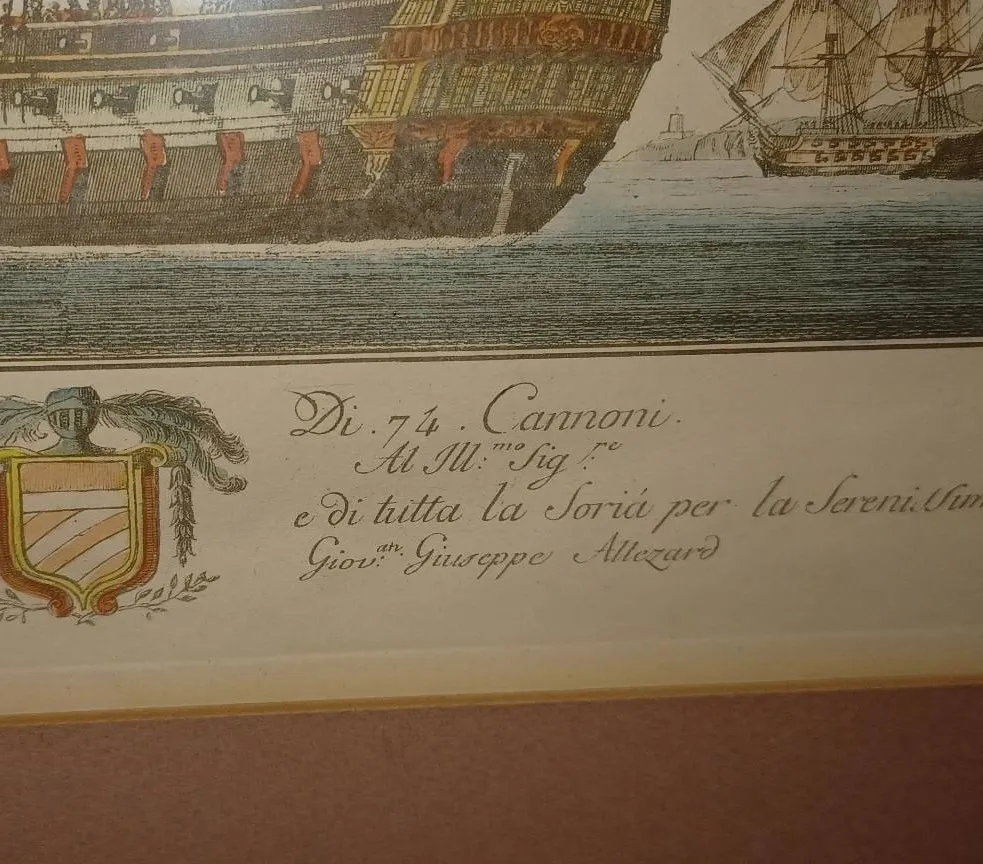 Di . 74 . Cannoni.
Al Ill:mo Sig:re
e di tutta la Soriá per la Serenissim
Giov:an Giuseppe Allezard